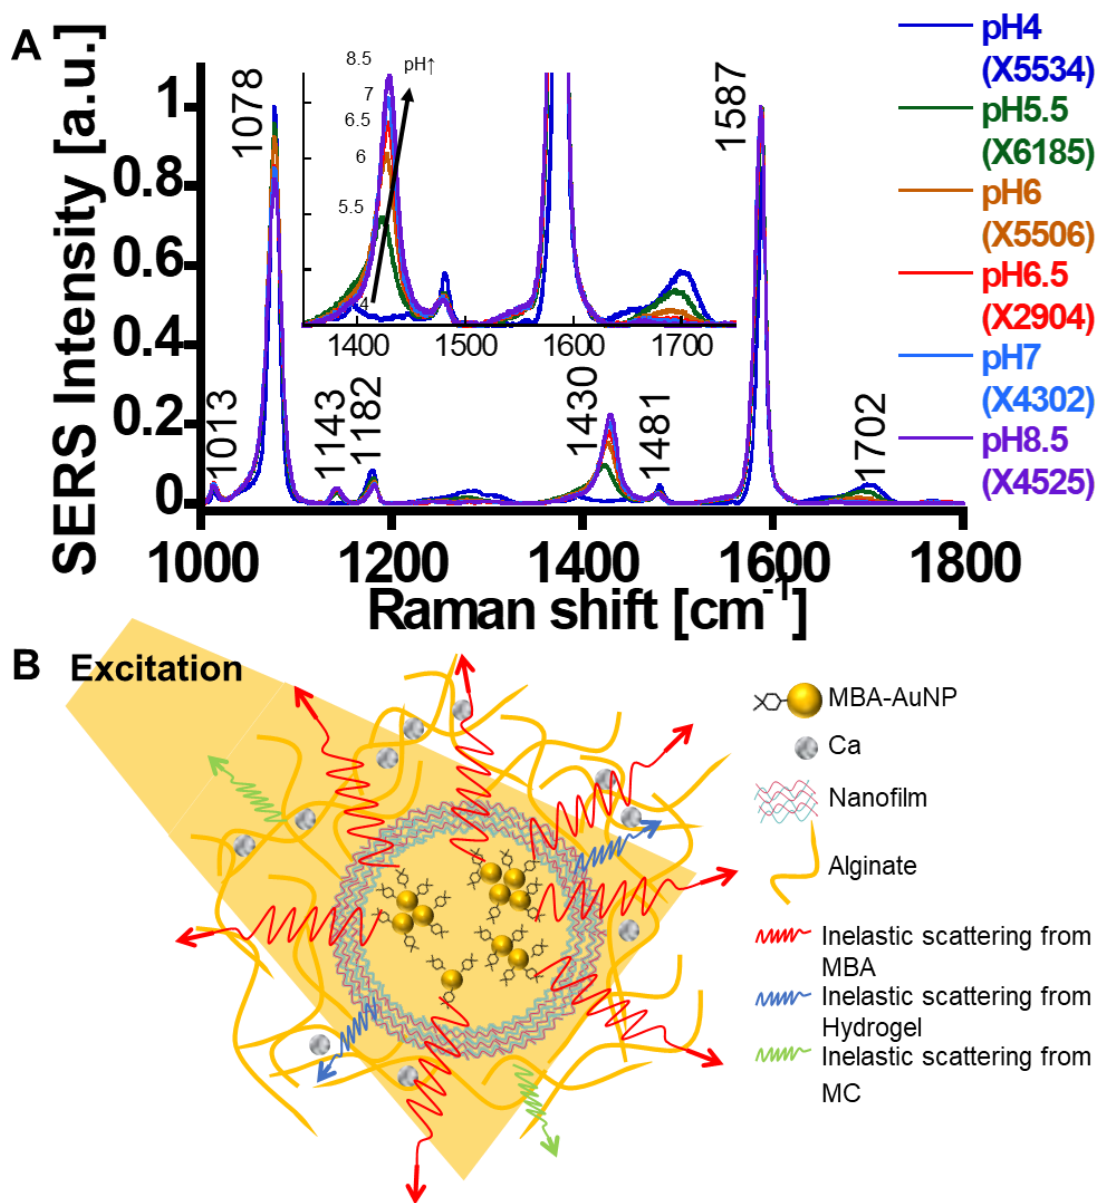 A
SERS Intensity [a.u.]
1
0.8
0.6
0.4
0.2
0
1000
1200
1400
1600
1800
Raman shift [cm⁻¹]
1013
1078
1143
1182
1430
1481
1587
1702
8.5
7
6.5
6
5.5
4
pH↑
1400
1500
1600
1700
pH4
(X5534)
pH5.5
(X6185)
pH6
(X5506)
pH6.5
(X2904)
pH7
(X4302)
pH8.5
(X4525)
B
Excitation
MBA-AuNP
Ca
Nanofilm
Alginate
Inelastic scattering from
MBA
Inelastic scattering from
Hydrogel
Inelastic scattering from
MC